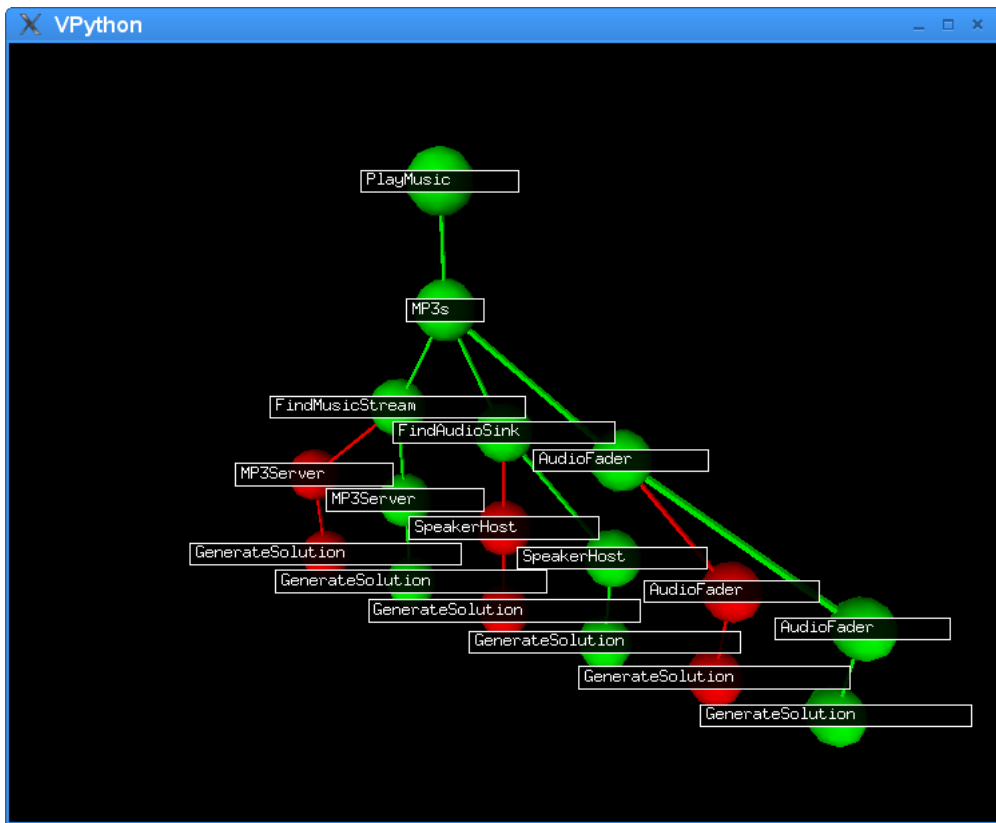 VPython
PlayMusic
MP3s
FindMusicStream
FindAudioSink
AudioFader
MP3Server
MP3Server
SpeakerHost
GenerateSolution
SpeakerHost
GenerateSolution
AudioFader
GenerateSolution
AudioFader
GenerateSolution
GenerateSolution
GenerateSolution